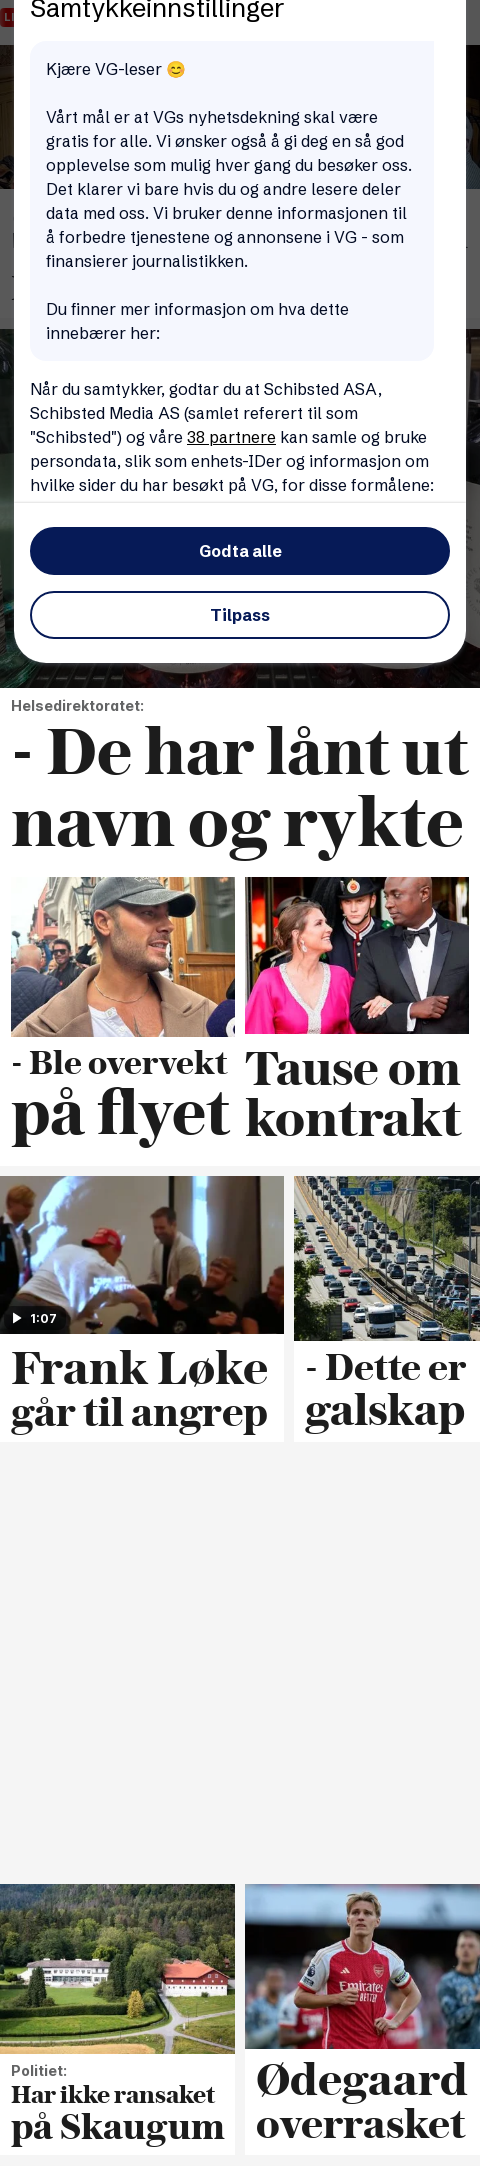 Samtykkeinnstillinger
Kjære VG-leser 😊
Vårt mål er at VGs nyhetsdekning skal være
gratis for alle. Vi ønsker også å gi deg en så god
opplevelse som mulig hver gang du besøker oss.
Det klarer vi bare hvis du og andre lesere deler
data med oss. Vi bruker denne informasjonen til
å forbedre tjenestene og annonsene i VG - som
finansierer journalistikken.
Du finner mer informasjon om hva dette
innebærer her:
Når du samtykker, godtar du at Schibsted ASA,
Schibsted Media AS (samlet referert til som
"Schibsted") og våre 38 partnere kan samle og bruke
persondata, slik som enhets-IDer og informasjon om
hvilke sider du har besøkt på VG, for disse formålene:
Godta alle
Tilpass
Helsedirektoratet:
- De har lånt ut
navn og rykte
- Ble overvekt
på flyet
Tause om
kontrakt
1:07
Frank Løke
går til angrep
- Dette er
galskap
Emirates
Politiet:
Har ikke ransaket
på Skaugum
Ødegaard
overrasket